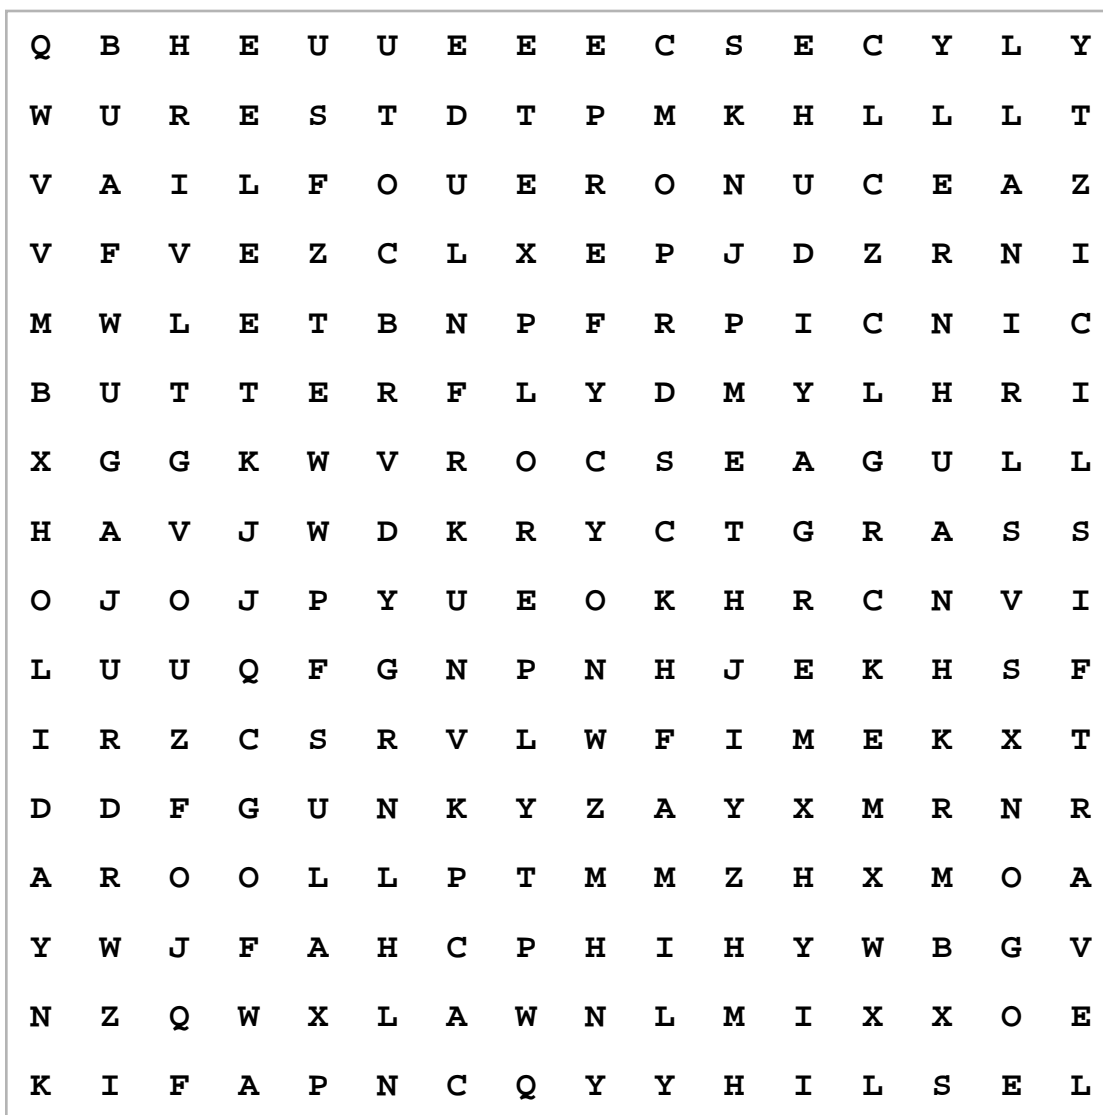 Q B H E U U E E E C S E C Y L Y
W U R E S T D T P M K H L L L T
V A I L F O U E R O N U C E A Z
V F V E Z C L X E P J D Z R N I
M W L E T B N P F R P I C N I C
B U T T E R F L Y D M Y L H R I
X G G K W V R O C S E A G U L L
H A V J W D K R Y C T G R A S S
O J O J P Y U E O K H R C N V I
L U U Q F G N P N H J E K H S F
I R Z C S R V L W F I M E K X T
D D F G U N K Y Z A Y X M R N R
A R O O L L P T M M Z H X M O A
Y W J F A H C P H I H Y W B G V
N Z Q W X L A W N L M I X X O E
K I F A P N C Q Y Y H I L S E L